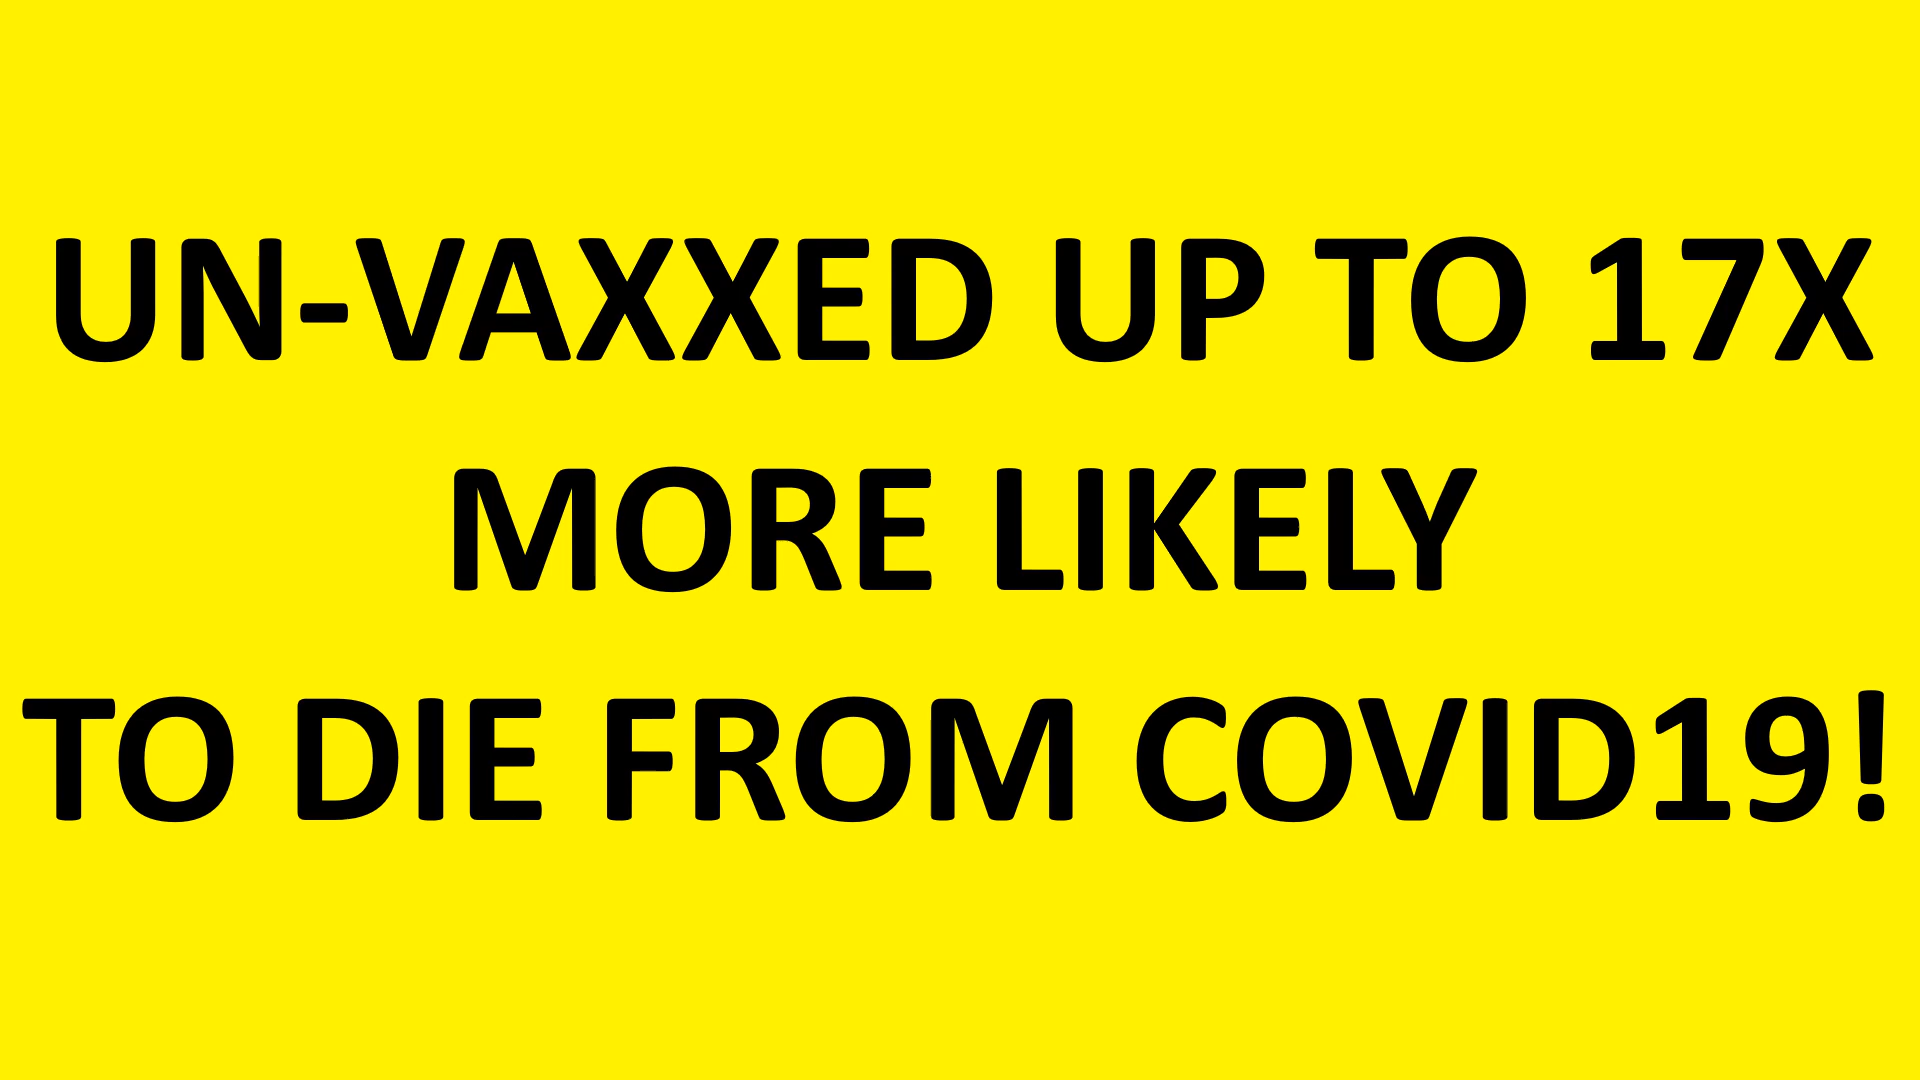 UN-VAXXED UP TO 17X
MORE LIKELY
TO DIE FROM COVID19!